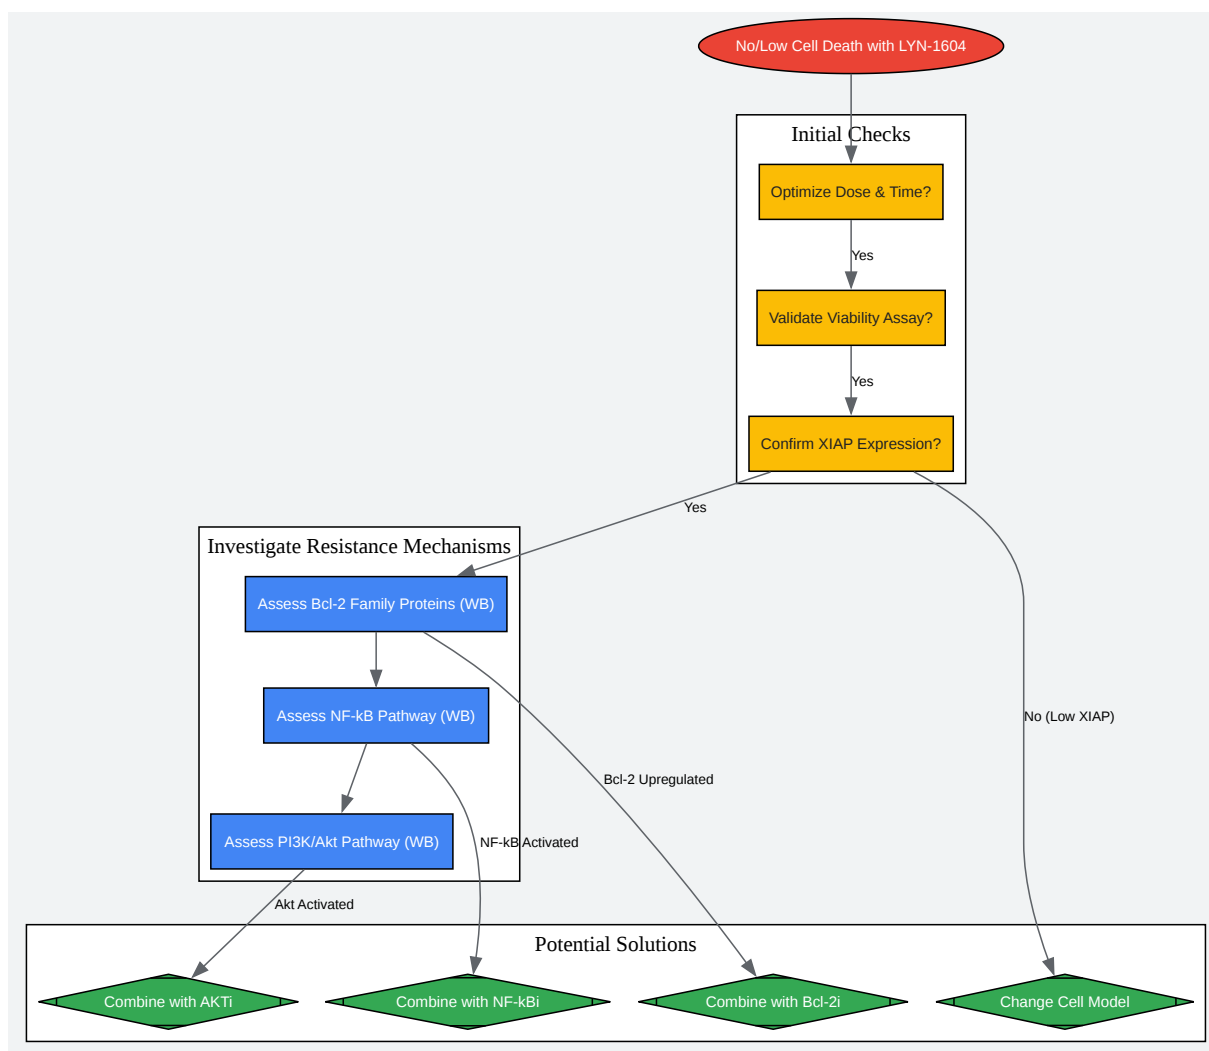 No/Low Cell Death with LYN-1604
Initial Checks
Optimize Dose & Time?
Yes
Validate Viability Assay?
Yes
Confirm XIAP Expression?
Yes
Investigate Resistance Mechanisms
Assess Bcl-2 Family Proteins (WB)
Assess NF-kB Pathway (WB)
No (Low XIAP)
Bcl-2 Upregulated
Assess PI3K/Akt Pathway (WB)
NF-kB Activated
Akt Activated
Potential Solutions
Combine with AKTi
Combine with NF-kBi
Combine with Bcl-2i
Change Cell Model